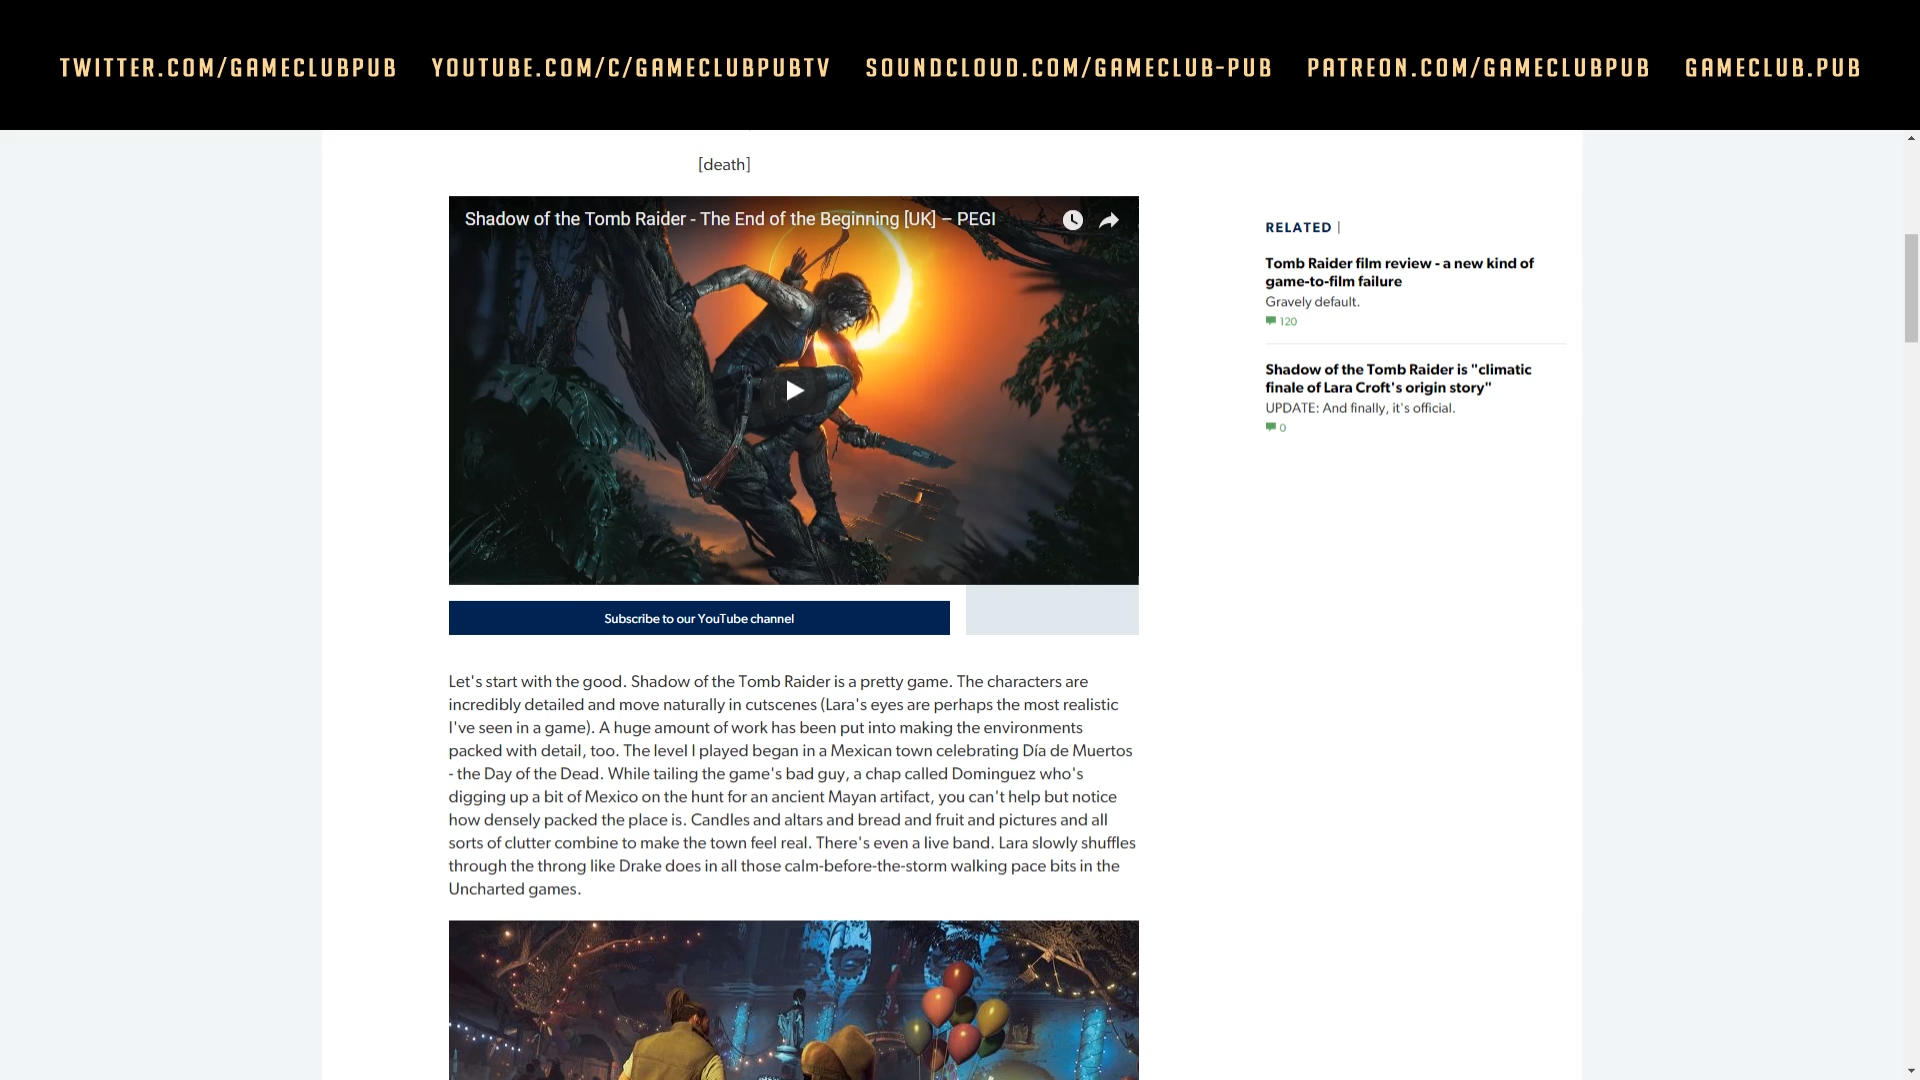 TWITTER.COM/GAMECLUBPUB YOUTUBE.COM/C/GAMECLUBPUBTV SOUNDCLOUD.COM/GAMECLUB-PUB PATREON.COM/GAMECLUBPUB GAMECLUB.PUB
[death]
Shadow of the Tomb Raider - The End of the Beginning [UK] – PEGI
Subscribe to our YouTube channel
Let's start with the good. Shadow of the Tomb Raider is a pretty game. The characters are
incredibly detailed and move naturally in cutscenes (Lara's eyes are perhaps the most realistic
I've seen in a game). A huge amount of work has been put into making the environments
packed with detail, too. The level I played began in a Mexican town celebrating Día de Muertos
- the Day of the Dead. While tailing the game's bad guy, a chap called Dominguez who's
digging up a bit of Mexico on the hunt for an ancient Mayan artifact, you can't help but notice
how densely packed the place is. Candles and altars and bread and fruit and pictures and all
sorts of clutter combine to make the town feel real. There's even a live band. Lara slowly shuffles
through the throng like Drake does in all those calm-before-the-storm walking pace bits in the
Uncharted games.
RELATED |
Tomb Raider film review - a new kind of
game-to-film failure
Gravely default.
120
Shadow of the Tomb Raider is "climatic
finale of Lara Croft's origin story"
UPDATE: And finally, it's official.
0